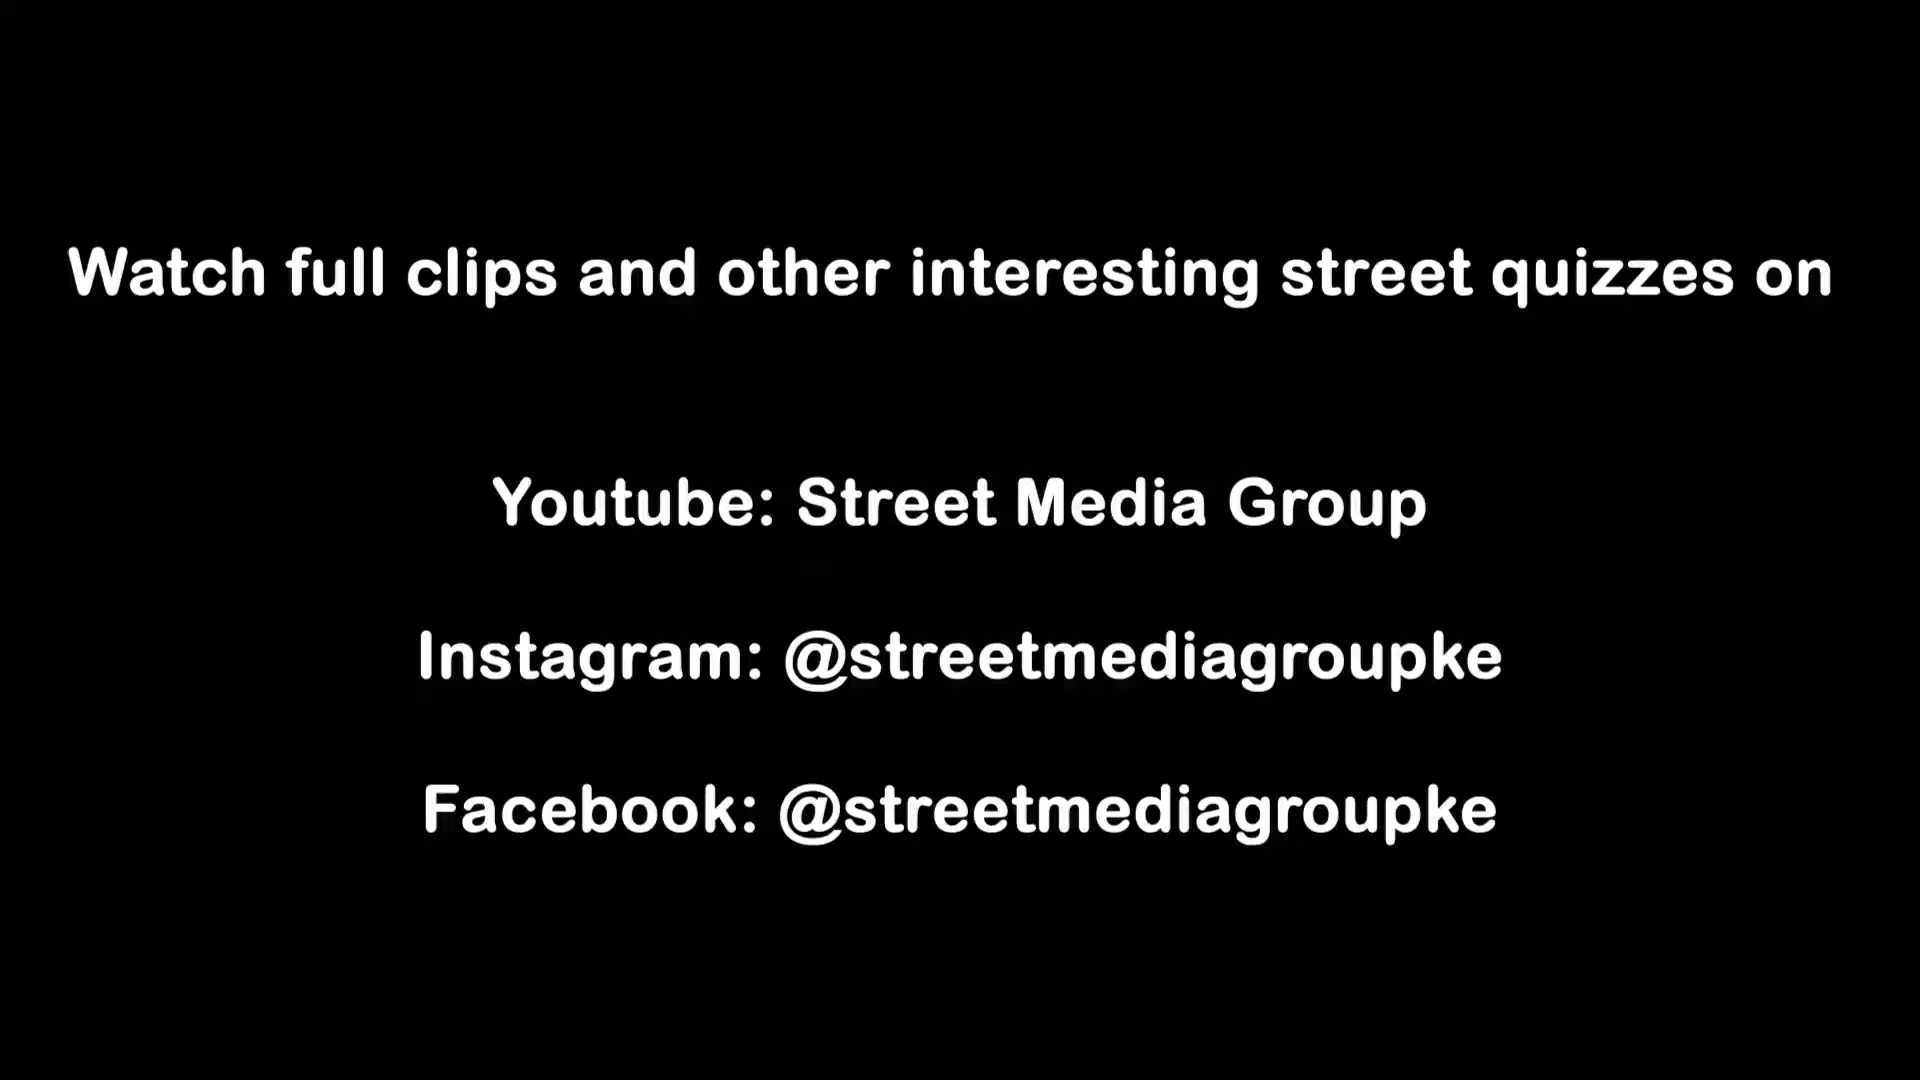 Watch full clips and other interesting street quizzes on
Youtube: Street Media Group
Instagram: @streetmediagroupke
Facebook: @streetmediagroupke